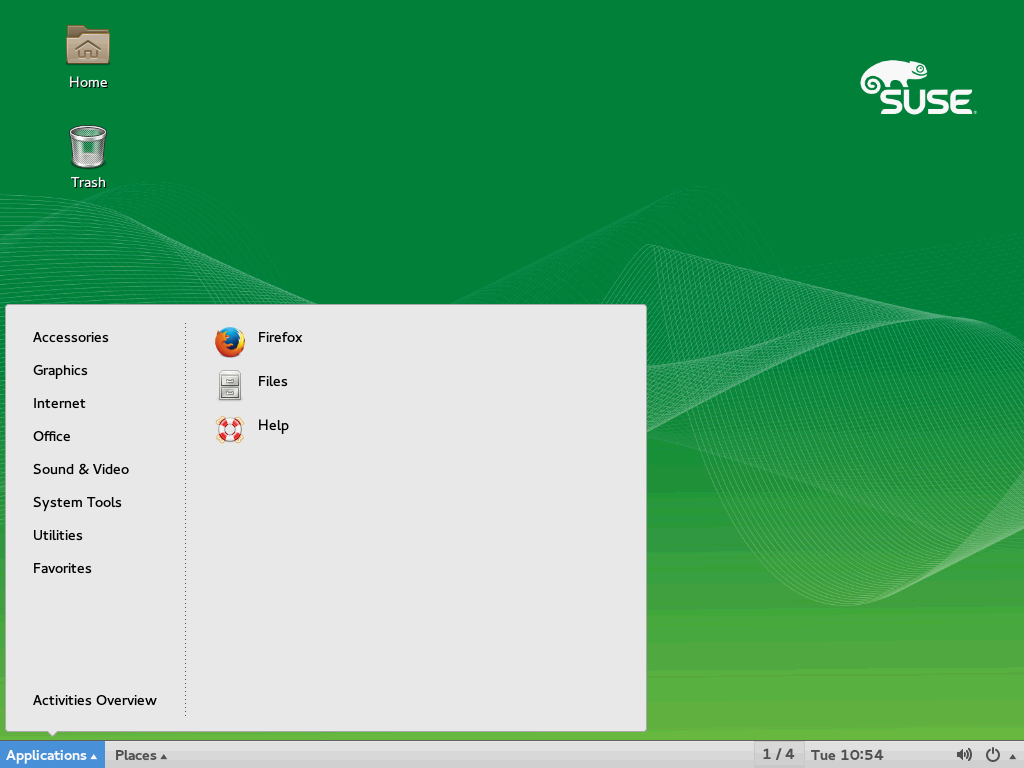 Home
Trash
SUSE
Accessories
Graphics
Internet
Office
Sound & Video
System Tools
Utilities
Favorites
Activities Overview
Firefox
Files
Help
Applications
Places
1 / 4
Tue 10:54